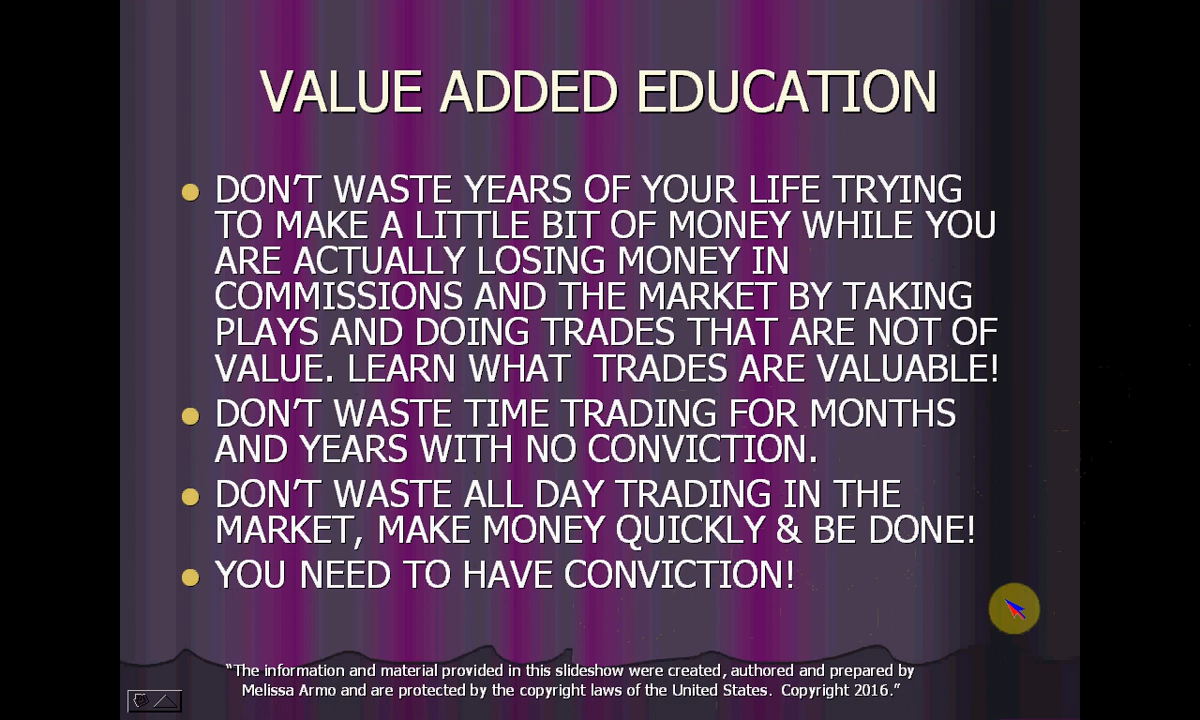 VALUE ADDED EDUCATION
DON'T WASTE YEARS OF YOUR LIFE TRYING
TO MAKE A LITTLE BIT OF MONEY WHILE YOU
ARE ACTUALLY LOSING MONEY IN
COMMISSIONS AND THE MARKET BY TAKING
PLAYS AND DOING TRADES THAT ARE NOT OF
VALUE. LEARN WHAT  TRADES ARE VALUABLE!
DON'T WASTE TIME TRADING FOR MONTHS
AND YEARS WITH NO CONVICTION.
DON'T WASTE ALL DAY TRADING IN THE
MARKET, MAKE MONEY QUICKLY & BE DONE!
YOU NEED TO HAVE CONVICTION!
“The information and material provided in this slideshow were created, authored and prepared by
Melissa Armo and are protected by the copyright laws of the United States.  Copyright 2016.”